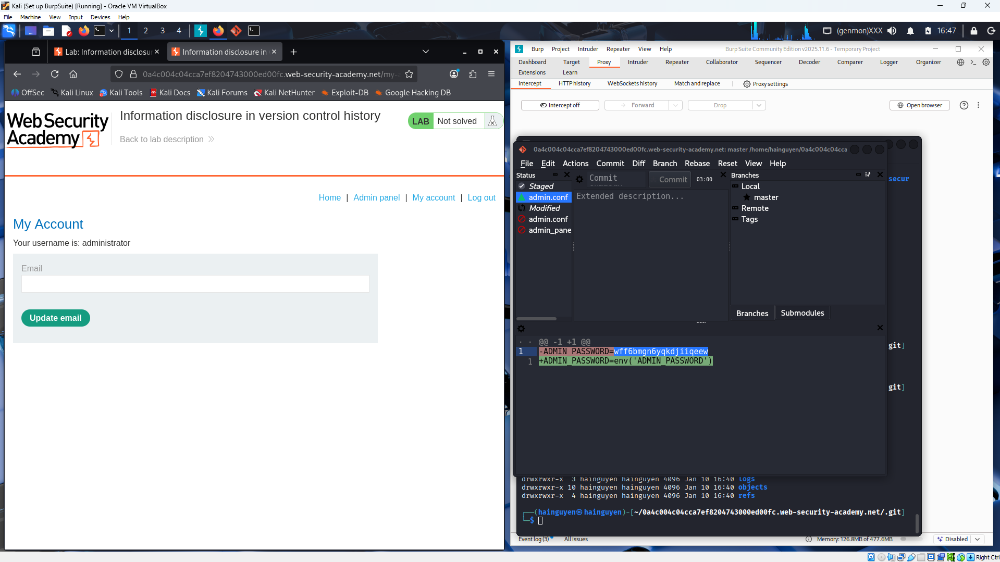 Kali (Set up BurpSuite) [Running] - Oracle VM VirtualBox
File Machine View Input Devices Help
1 2 3 4
(genmon)XXX 16:47
Lab: Information disclosur
Information disclosure in
0a4c004c04cca7ef8204743000ed00fc.web-security-academy.net/my-
OffSec Kali Linux Kali Tools Kali Docs Kali Forums Kali NetHunter Exploit-DB Google Hacking DB
Web Security Academy
Information disclosure in version control history
Back to lab description
LAB Not solved
Home | Admin panel | My account | Log out
My Account
Your username is: administrator
Email
Update email
Burp Project Intruder Repeater View Help
Burp Suite Community Edition v2025.11.6 - Temporary Project
Dashboard Target Proxy Intruder Repeater Collaborator Sequencer Decoder Comparer Logger Organizer
Extensions Learn
Intercept HTTP history WebSockets history Match and replace Proxy settings
Intercept off Forward Drop Open browser
0a4c004c04cca7ef8204743000ed00fc.web-security-academy.net: master /home/hainguyen/0a4c004c04cca
File Edit Actions Commit Diff Branch Rebase Reset View Help
Status
Staged
admin.conf
Modified
admin.conf
admin_pane
Commit
Commit
03:00
Extended description...
Branches
Local
master
Remote
Tags
Branches Submodules
secur
git]
git]
@@ -1 +1 @@
1 -ADMIN_PASSWORD=wff6bmgn6yqkdjiiqeew
1 +ADMIN_PASSWORD=env('ADMIN_PASSWORD')
drwxrwxr-x 3 hainguyen hainguyen 4096 Jan 10 16:40 logs
drwxrwxr-x 10 hainguyen hainguyen 4096 Jan 10 16:40 objects
drwxrwxr-x 4 hainguyen hainguyen 4096 Jan 10 16:40 refs
(hainguyen㉿hainguyen)-[~/0a4c004c04cca7ef8204743000ed00fc.web-security-academy.net/.git]
$
Event log (3) All issues
Memory: 126.8MB of 477.6MB
Disabled
Right Ctrl